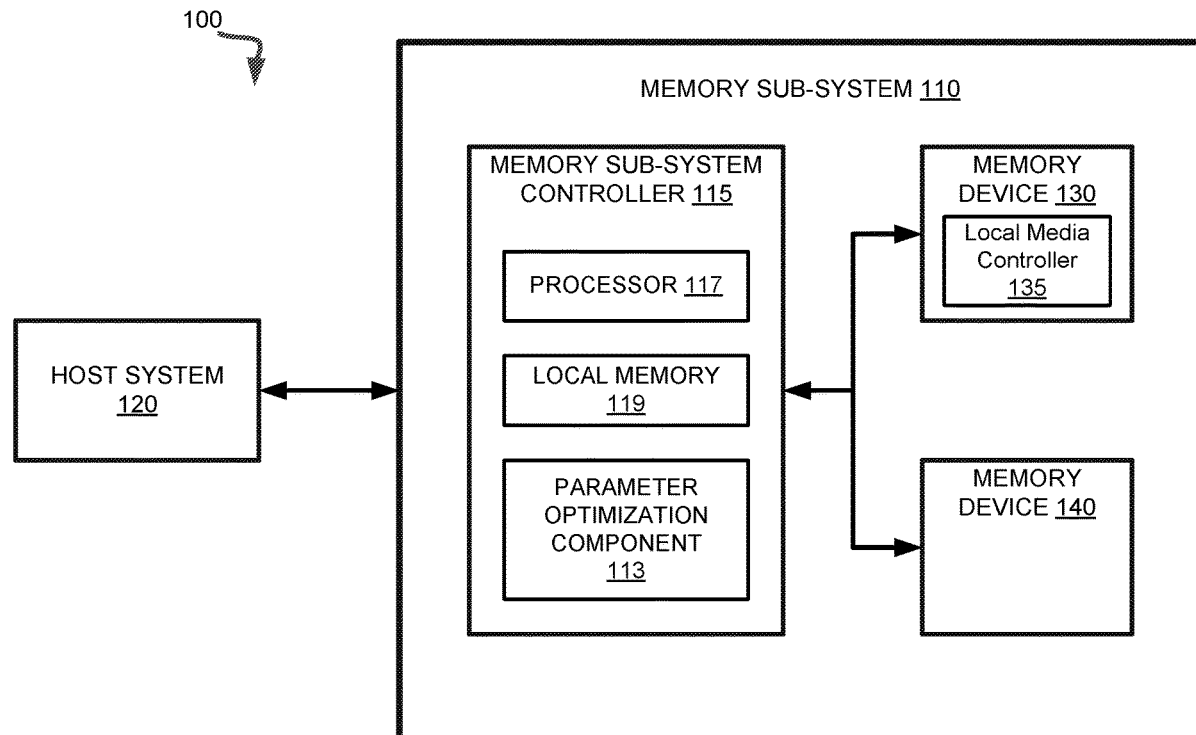 100
MEMORY SUB-SYSTEM 110
MEMORY SUB-SYSTEM
CONTROLLER 115
PROCESSOR 117
LOCAL MEMORY
119
PARAMETER
OPTIMIZATION
COMPONENT
113
MEMORY
DEVICE 130
Local Media
Controller
135
HOST SYSTEM
120
MEMORY
DEVICE 140